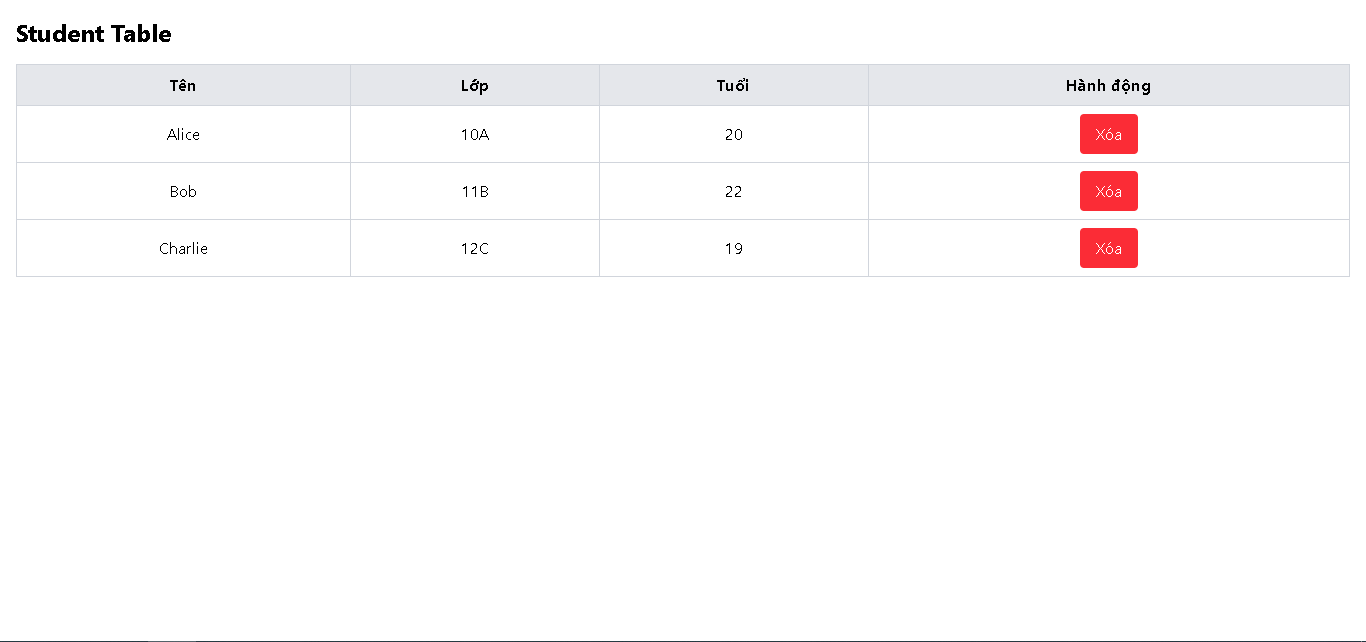 Student Table
Tên Lớp Tuổi Hành động
Alice 10A 20 Xóa
Bob 11B 22 Xóa
Charlie 12C 19 Xóa